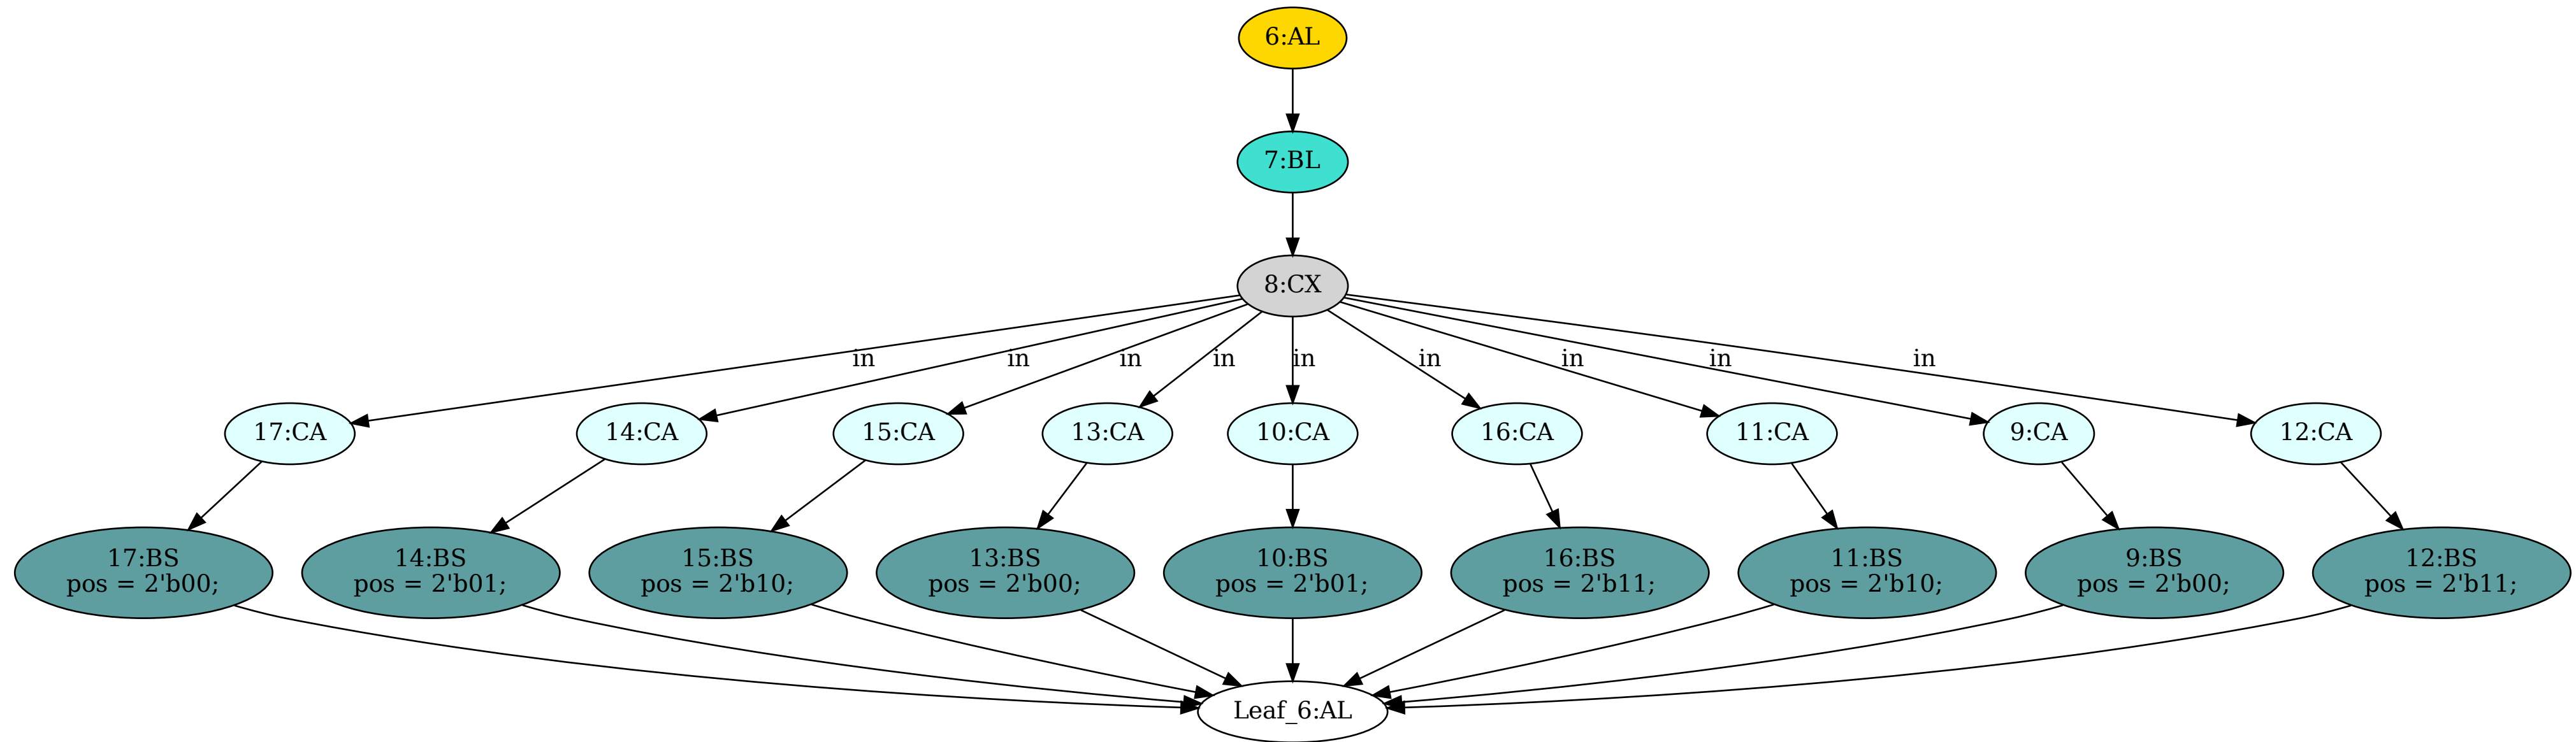 6:AL
7:BL
8:CX
in
in
in
in
in
in
in
in
in
17:CA
14:CA
15:CA
13:CA
10:CA
16:CA
11:CA
9:CA
12:CA
17:BS
pos = 2'b00;
14:BS
pos = 2'b01;
15:BS
pos = 2'b10;
13:BS
pos = 2'b00;
10:BS
pos = 2'b01;
16:BS
pos = 2'b11;
11:BS
pos = 2'b10;
9:BS
pos = 2'b00;
12:BS
pos = 2'b11;
Leaf_6:AL